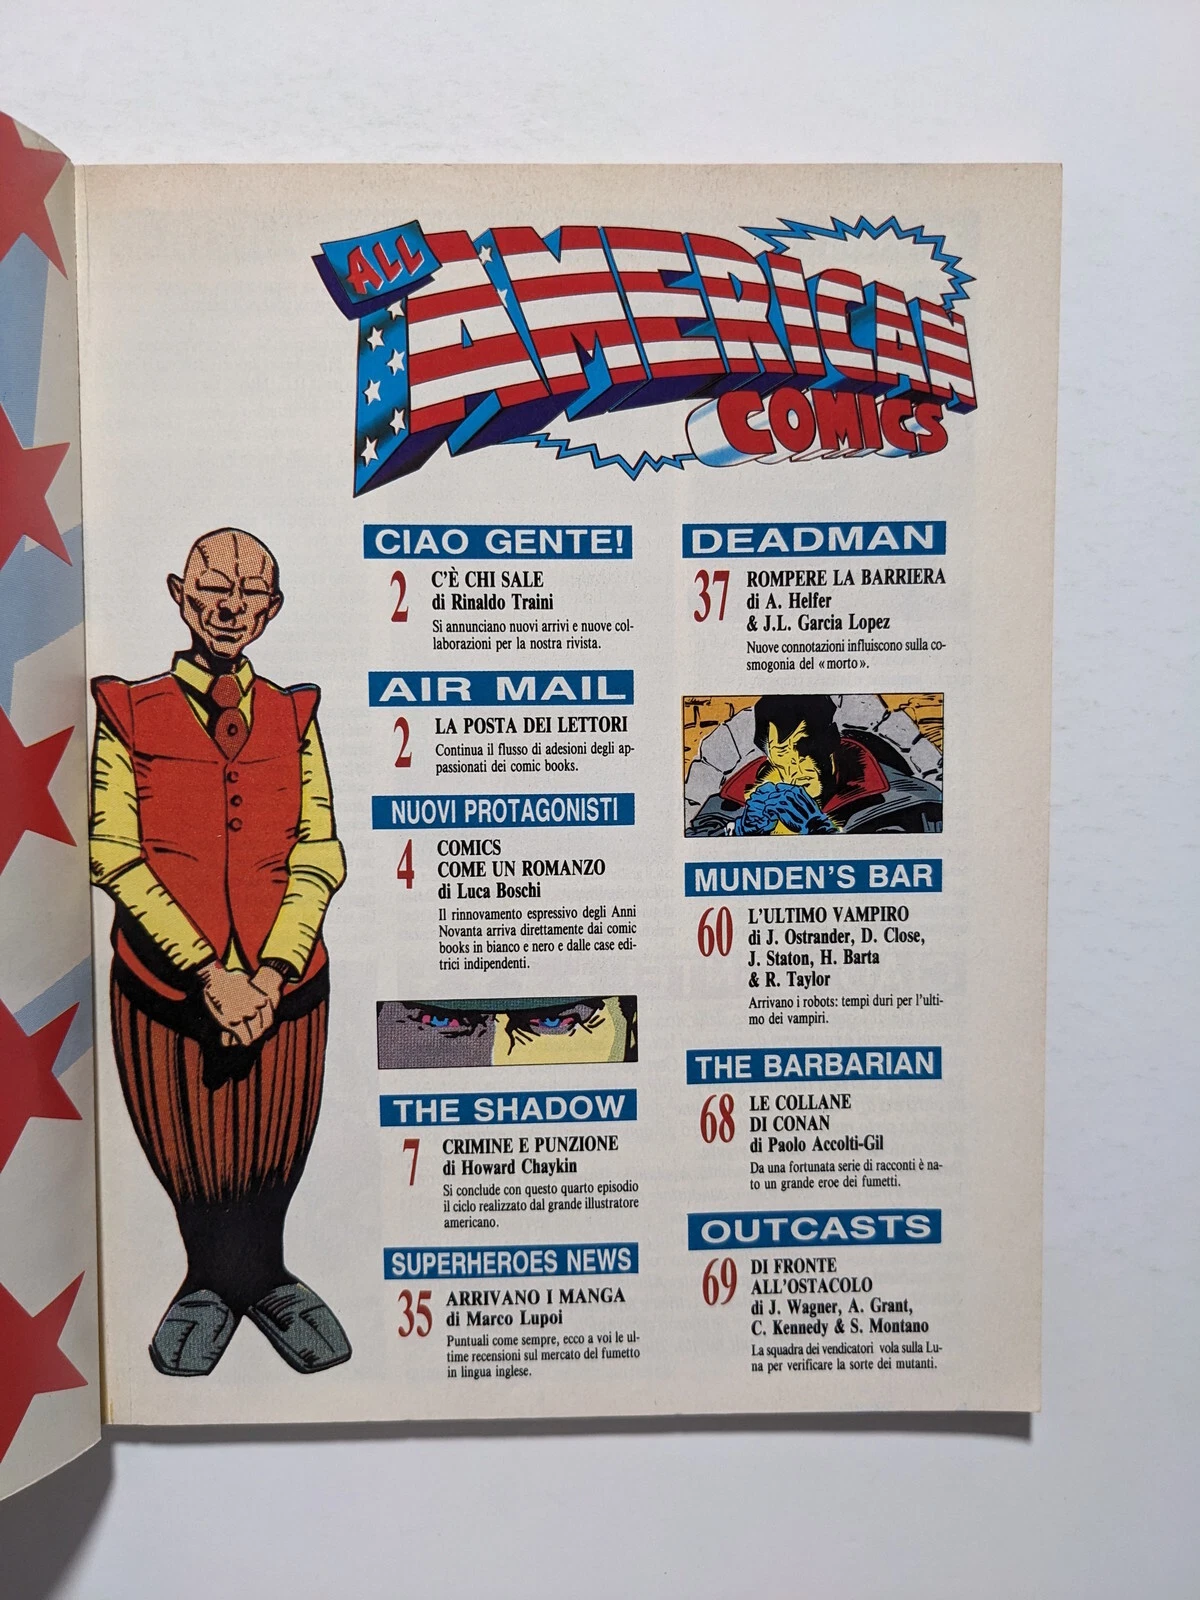 ALL
AMERICAN
COMICS
CIAO GENTE!
2
C'È CHI SALE
di Rinaldo Traini
Si annunciano nuovi arrivi e nuove col-
laborazioni per la nostra rivista.
AIR MAIL
2
LA POSTA DEI LETTORI
Continua il flusso di adesioni degli ap-
passionati dei comic books.
NUOVI PROTAGONISTI
4
COMICS
COME UN ROMANZO
di Luca Boschi
Il rinnovamento espressivo degli Anni
Novanta arriva direttamente dai comic
books in bianco e nero e dalle case edi-
trici indipendenti.
THE SHADOW
7
CRIMINE E PUNZIONE
di Howard Chaykin
Si conclude con questo quarto episodio
il ciclo realizzato dal grande illustratore
americano.
SUPERHEROES NEWS
35
ARRIVANO I MANGA
di Marco Lupoi
Puntuali come sempre, ecco a voi le ul-
time recensioni sul mercato del fumetto
in lingua inglese.
DEADMAN
37
ROMPERE LA BARRIERA
di A. Helfer
& J.L. Garcia Lopez
Nuove connotazioni influiscono sulla co-
smogonia del «morto».
MUNDEN'S BAR
60
L'ULTIMO VAMPIRO
di J. Ostrander, D. Close,
J. Staton, H. Barta
& R. Taylor
Arrivano i robots: tempi duri per l'ulti-
mo dei vampiri.
THE BARBARIAN
68
LE COLLANE
DI CONAN
di Paolo Accolti-Gil
Da una fortunata serie di racconti è na-
to un grande eroe dei fumetti.
OUTCASTS
69
DI FRONTE
ALL'OSTACOLO
di J. Wagner, A. Grant,
C. Kennedy & S. Montano
La squadra dei vendicatori vola sulla Lu-
na per verificare la sorte dei mutanti.